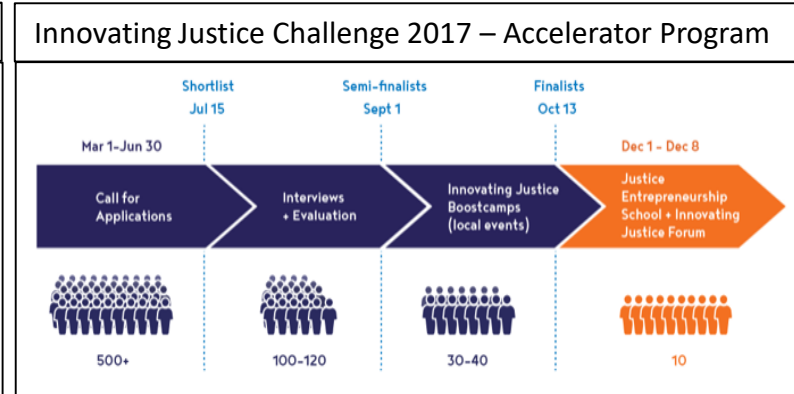 Innovating Justice Challenge 2017 – Accelerator Program
Shortlist
Jul 15
Semi-finalists
Sept 1
Finalists
Oct 13
Mar 1-Jun 30
Dec 1 - Dec 8
Call for
Applications
Interviews
+ Evaluation
Innovating Justice
Boostcamps
(local events)
Justice
Entrepreneurship
School + Innovating
Justice Forum
500+
100-120
30-40
10